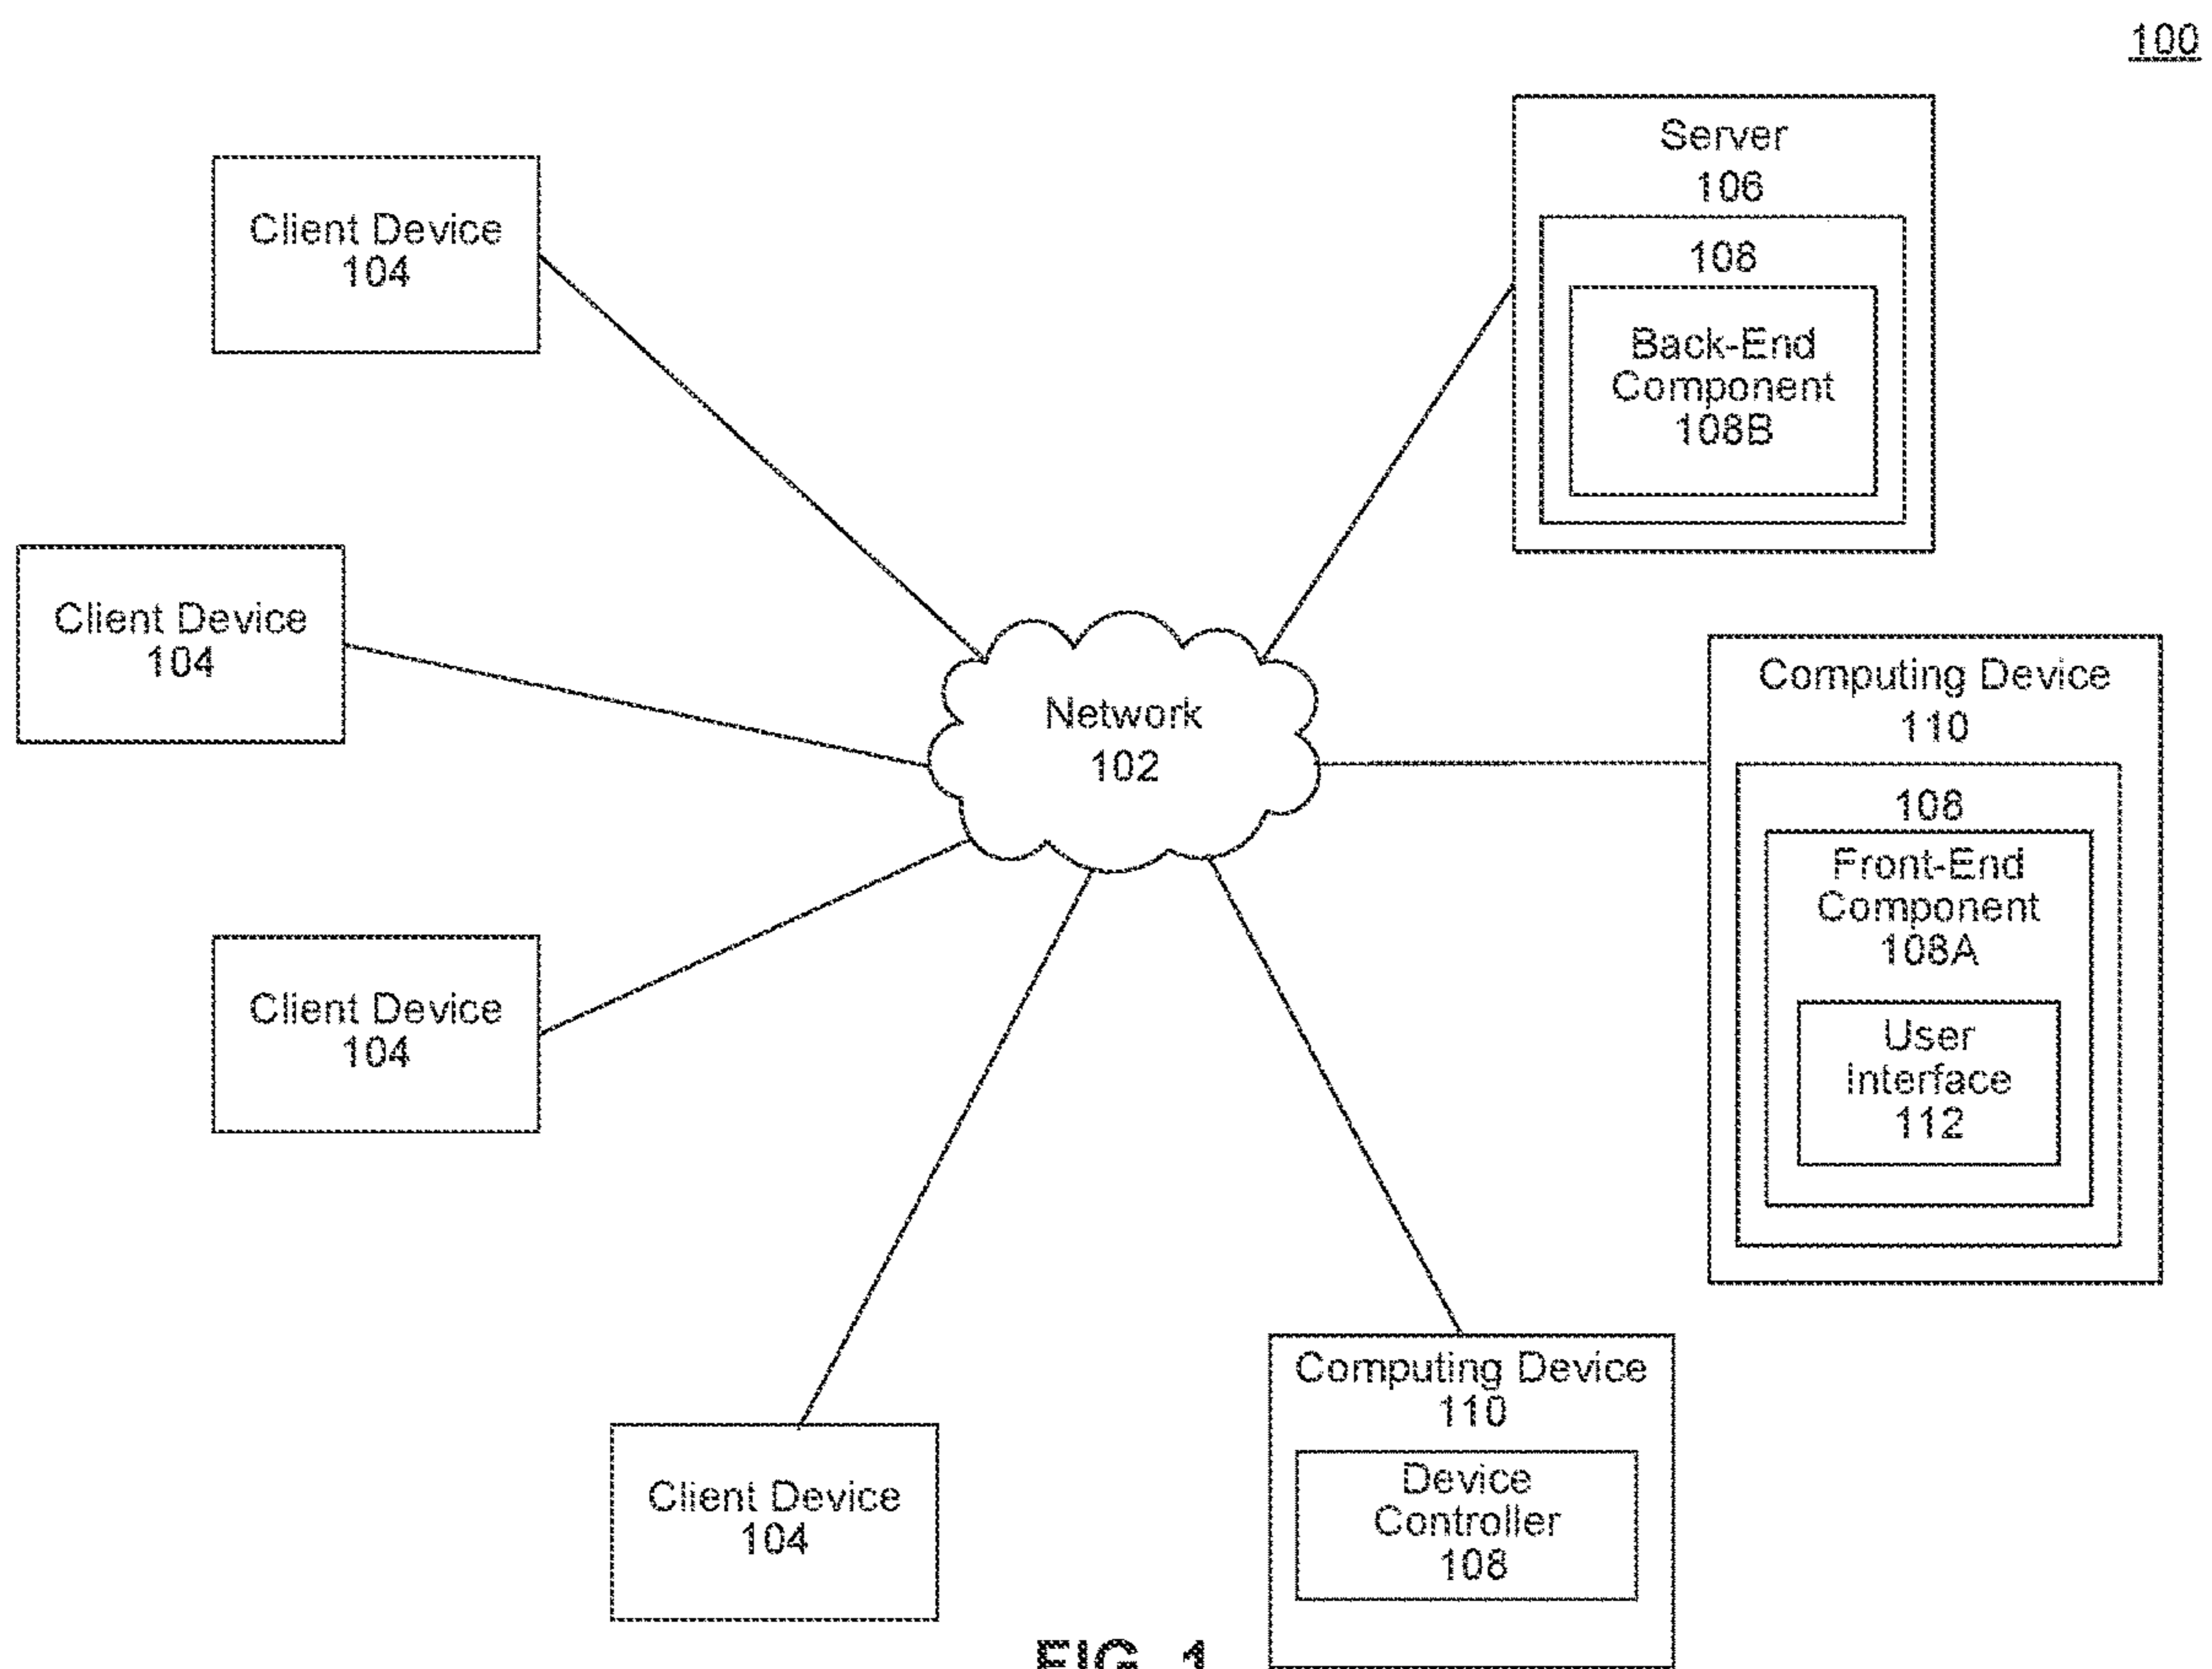 100
Server
106
108
Back-End
Component
108B
Client Device
104
Client Device
104
Network
102
Computing Device
110
108
Front-End
Component
108A
User
Interface
112
Client Device
104
Client Device
104
Computing Device
110
Device
Controller
108
FIG. 1